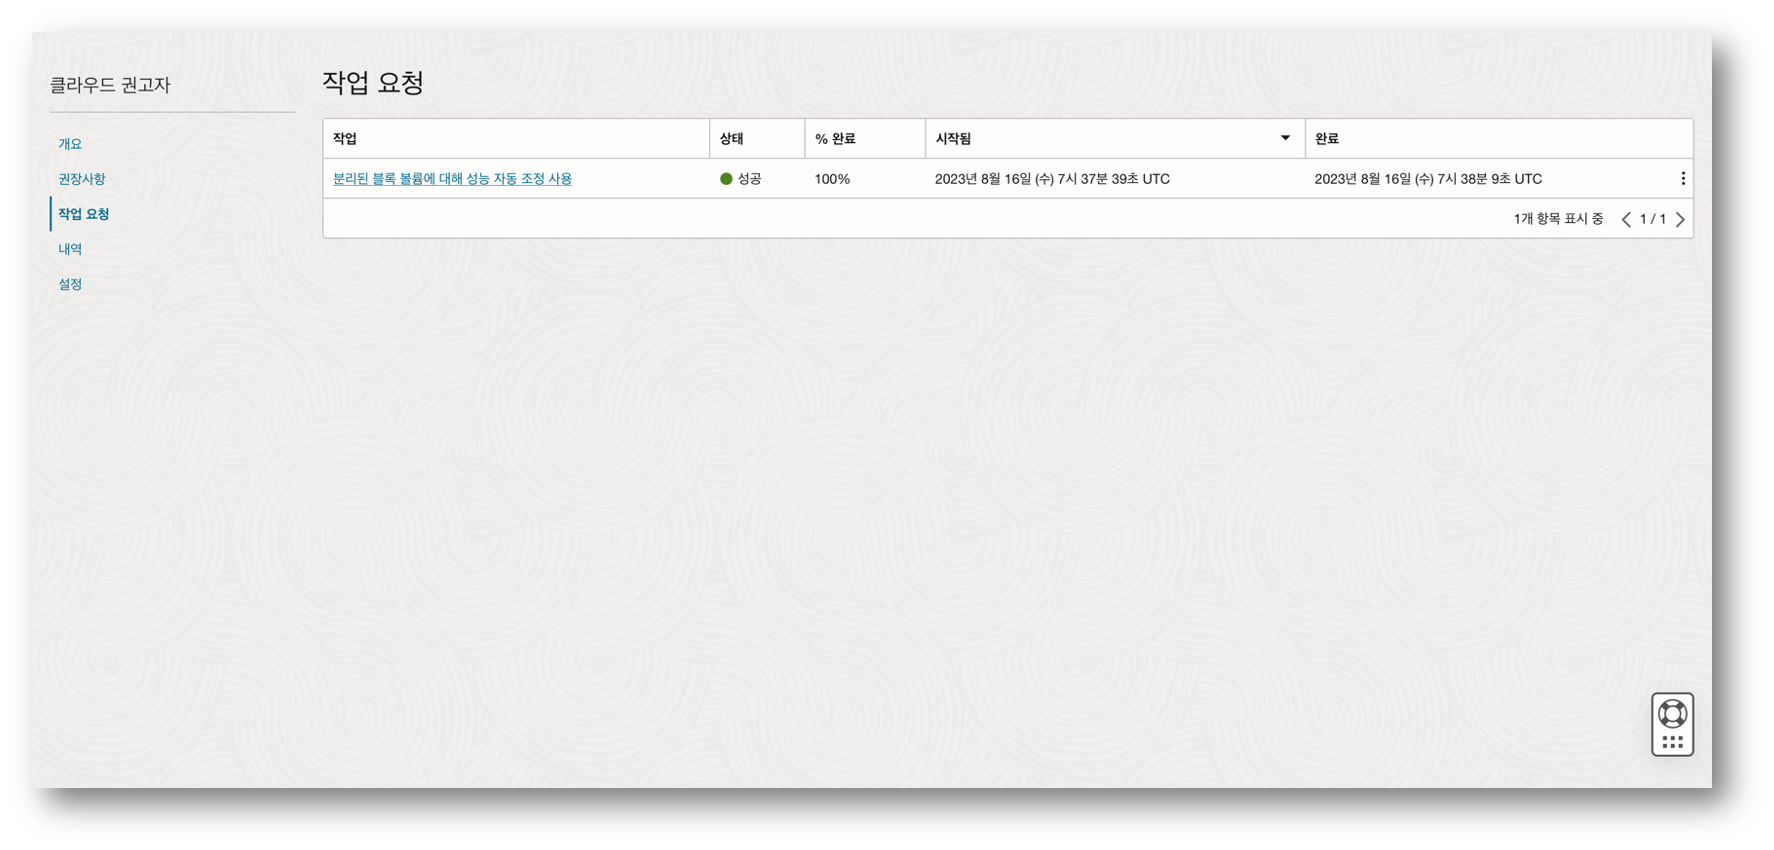 클라우드 권고자
개요
권장사항
작업 요청
내역
설정
작업 요청
작업 상태 % 완료 시작됨 완료
분리된 블록 볼륨에 대해 성능 자동 조정 사용 성공 100% 2023년 8월 16일 (수) 7시 37분 39초 UTC 2023년 8월 16일 (수) 7시 38분 9초 UTC
1개 항목 표시 중 1 / 1